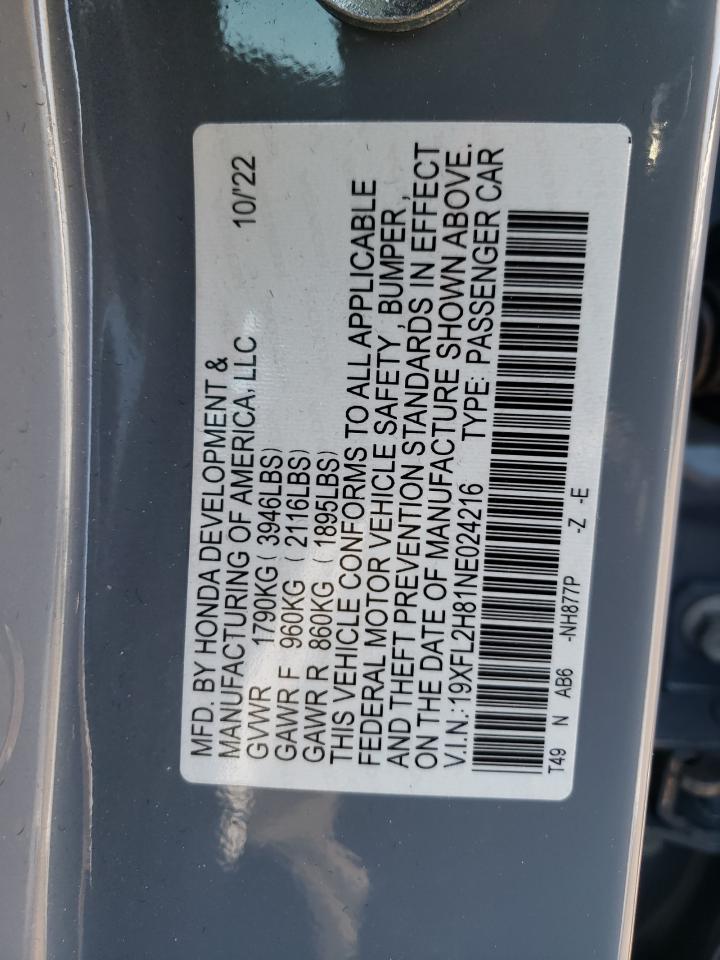 MFD. BY HONDA DEVELOPMENT &
MANUFACTURING OF AMERICA, LLC 10/'22
GVWR 1790KG ( 3946LBS)
GAWR F 960KG ( 2116LBS)
GAWR R 860KG ( 1895LBS)
THIS VEHICLE CONFORMS TO ALL APPLICABLE
FEDERAL MOTOR VEHICLE SAFETY , BUMPER ,
AND THEFT PREVENTION STANDARDS IN EFFECT
ON THE DATE OF MANUFACTURE SHOWN ABOVE.
V.I.N.:19XFL2H81NE024216 TYPE: PASSENGER CAR
T49 N AB6 -NH877P -Z -E